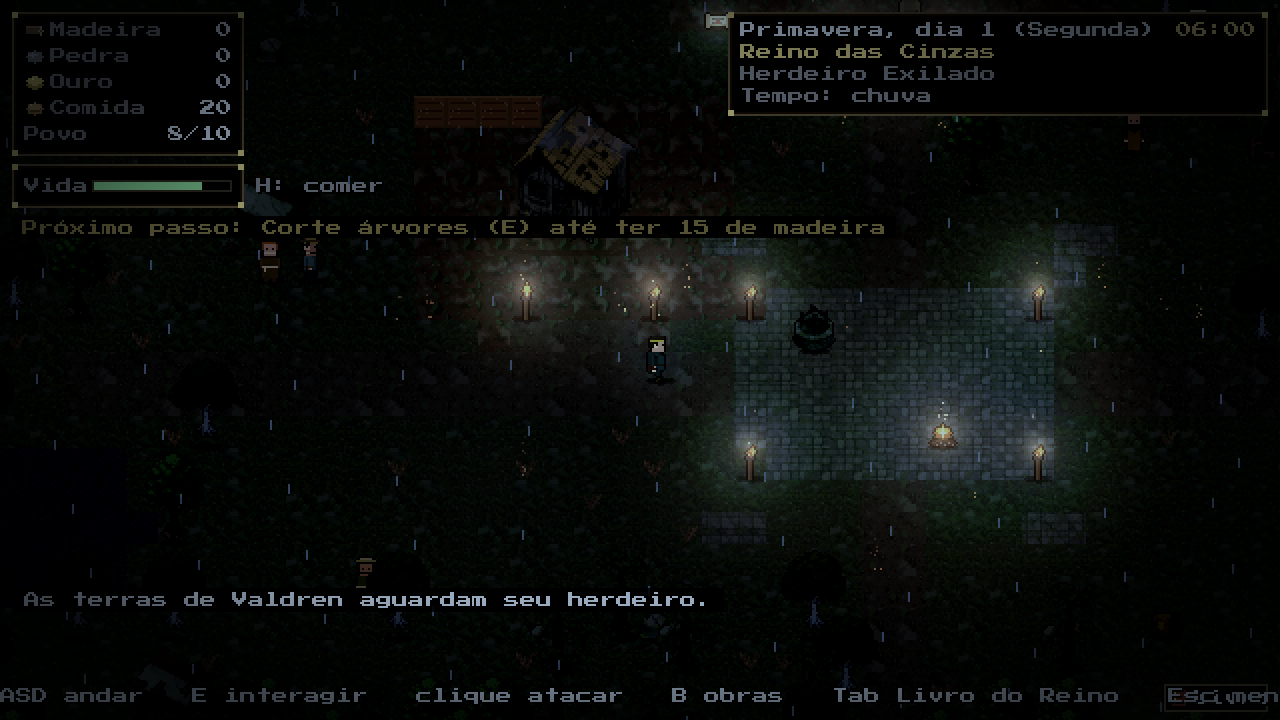 Madeira 0
Pedra 0
Ouro 0
Comida 20
Povo 8/10
Vida H: comer
Primavera, dia 1 (Segunda) 06:00
Reino das Cinzas
Herdeiro Exilado
Tempo: chuva
Próximo passo: Corte árvores (E) até ter 15 de madeira
As terras de Valdren aguardam seu herdeiro.
ASD andar E interagir clique atacar B obras Tab Livro do Reino